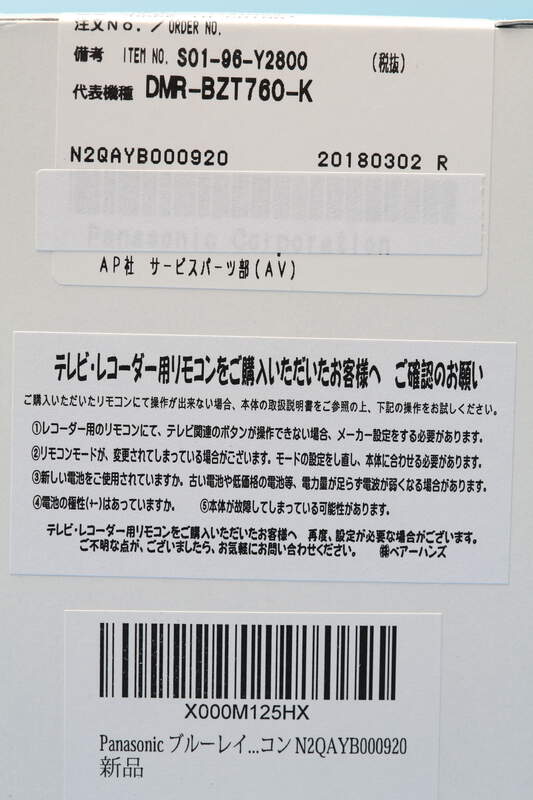 注文No. / ORDER NO.
備考 ITEM NO. S01-96-Y2800 (税抜)
代表機種 DMR-BZT760-K
N2QAYB000920 20180302 R
Panasonic Corporation
AP社 サービスパーツ部(AV)
テレビ・レコーダー用リモコンをご購入いただいたお客様へ ご確認のお願い
ご購入いただいたリモコンにて操作が出来ない場合、本体の取扱説明書をご参照の上、下記の操作をお試しください。
①レコーダー用のリモコンにて、テレビ関連のボタンが操作できない場合、メーカー設定をする必要があります。
②リモコンモードが、変更されてしまっている場合がございます。モードの設定をし直し、本体に合わせる必要があります。
③新しい電池をご使用されていますか。古い電池や低価格の電池等、電力量が足らず電波が弱くなる場合があります。
④電池の極性(+-)はあっていますか。 ⑤本体が故障してしまっている可能性があります。
テレビ・レコーダー用リモコンをご購入いただいたお客様へ 再度、設定が必要な場合がございます。
ご不明な点が、ございましたら、お気軽にお問い合わせください。 ㈱ベアーハンズ
X000M125HX
Panasonic ブルーレイ...コン N2QAYB000920
新品